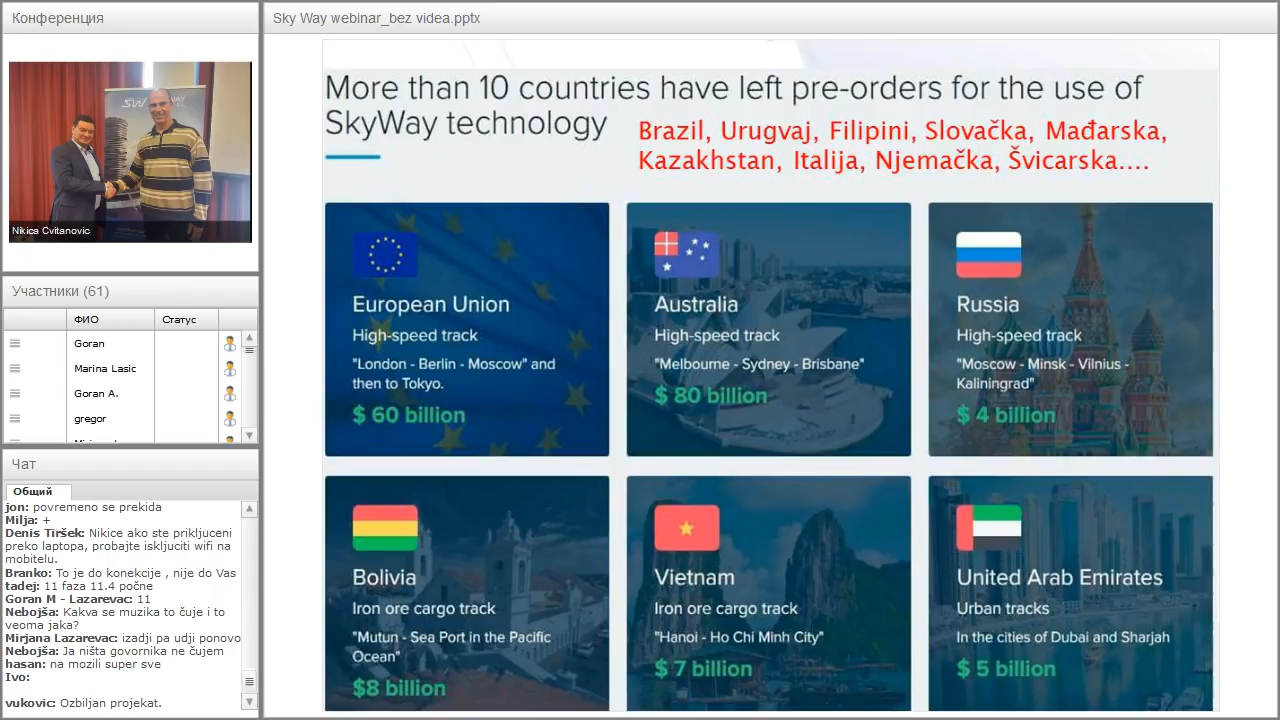 Конференция
Nikica Cvitanovic
Участники (61)
ФИО Статус
Goran
Goran Lasic
Goran A.
gregor
Чат
Общий
jon: povremeno se prekida
Milja: +
Denis Tiršek: Nikice ako ste prikljuceni
preko laptopa, probajte iskljuciti wifi na
mobitelu.
Branko: To je do konekcije , nije do Vas
tadej: 11 faza 11.4 počne
Goran M - Lazarevac: 11
Nebojša: Kakva se muzika to čuje i to
veoma jaka?
Mirjana Lazarevac: izadji pa udji ponovo
Nebojša: Ja ništa govornika ne čujem
hasan: na mozili super sve
Ivo:
vukovic: Ozbiljan projekat.
Sky Way webinar_bez videa.pptx
More than 10 countries have left pre-orders for the use of
SkyWay technology
Brazil, Urugvaj, Filipini, Slovačka, Mađarska,
Kazakhstan, Italija, Njemačka, Švicarska....
European Union
High-speed track
"London - Berlin - Moscow" and
then to Tokyo.
$ 60 billion
Australia
High-speed track
"Melbourne - Sydney - Brisbane"
$ 80 billion
Russia
High-speed track
"Moscow - Minsk - Vilnius -
Kaliningrad"
$ 4 billion
Bolivia
Iron ore cargo track
"Mutun - Sea Port in the Pacific
Ocean"
$8 billion
Vietnam
Iron ore cargo track
"Hanoi - Ho Chi Minh City"
$ 7 billion
United Arab Emirates
Urban tracks
In the cities of Dubai and Sharjah
$ 5 billion